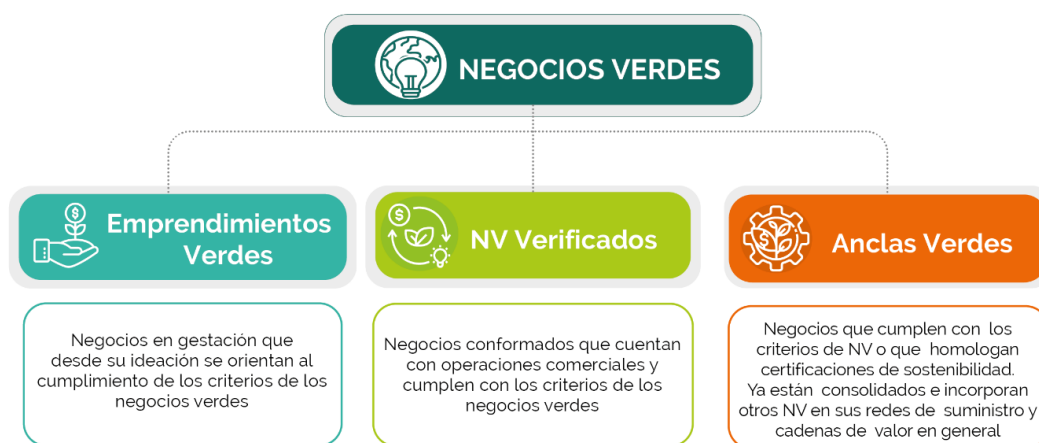 NEGOCIOS VERDES
Emprendimientos
Verdes
NV Verificados
Anclas Verdes
Negocios en gestación que
desde su ideación se orientan al
cumplimiento de los criterios de los
negocios verdes
Negocios conformados que cuentan
con operaciones comerciales y
cumplen con los criterios de los
negocios verdes
Negocios que cumplen con los
criterios de NV o que homologan
certificaciones de sostenibilidad.
Ya están consolidados e incorporan
otros NV en sus redes de suministro y
cadenas de valor en general